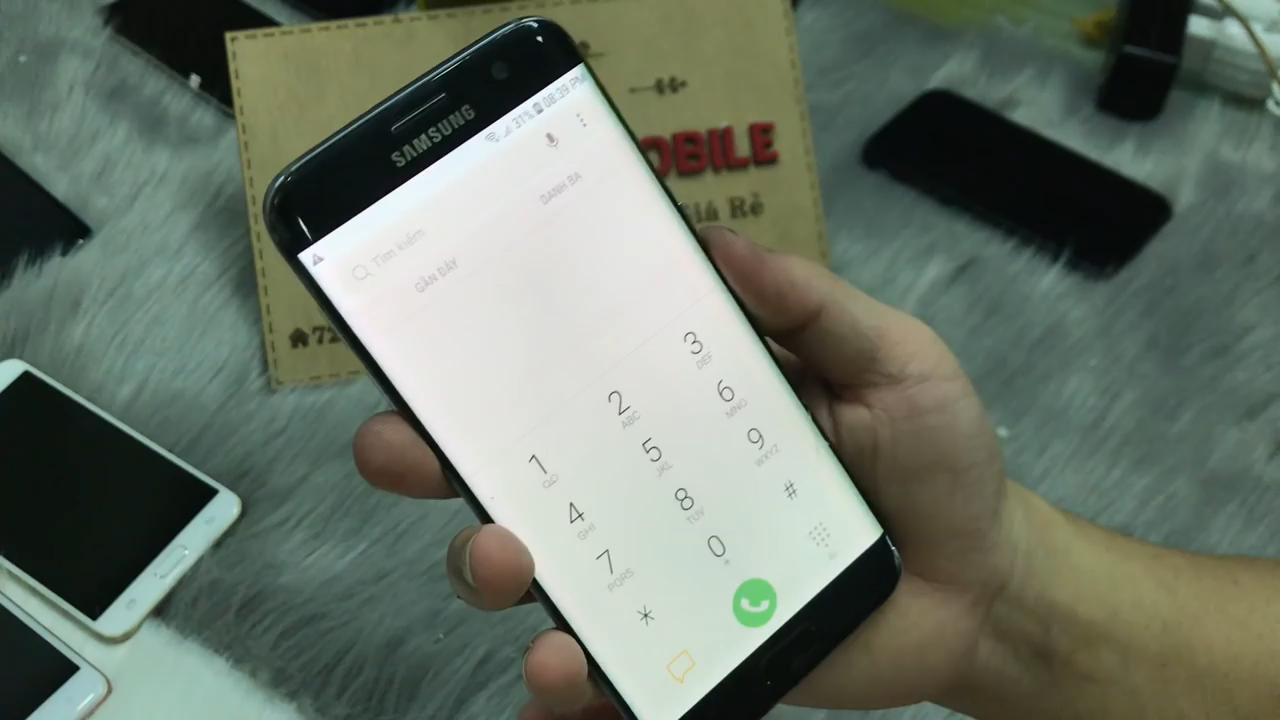 SAMSUNG
31% 08:39 PM
Tìm kiếm
GẦN ĐÂY
DANH BẠ
1
2 ABC
3 DEF
4 GHI
5 JKL
6 MNO
7 PQRS
8 TUV
9 WXYZ
*
0 +
#
OBILE
Giá Rẻ
72